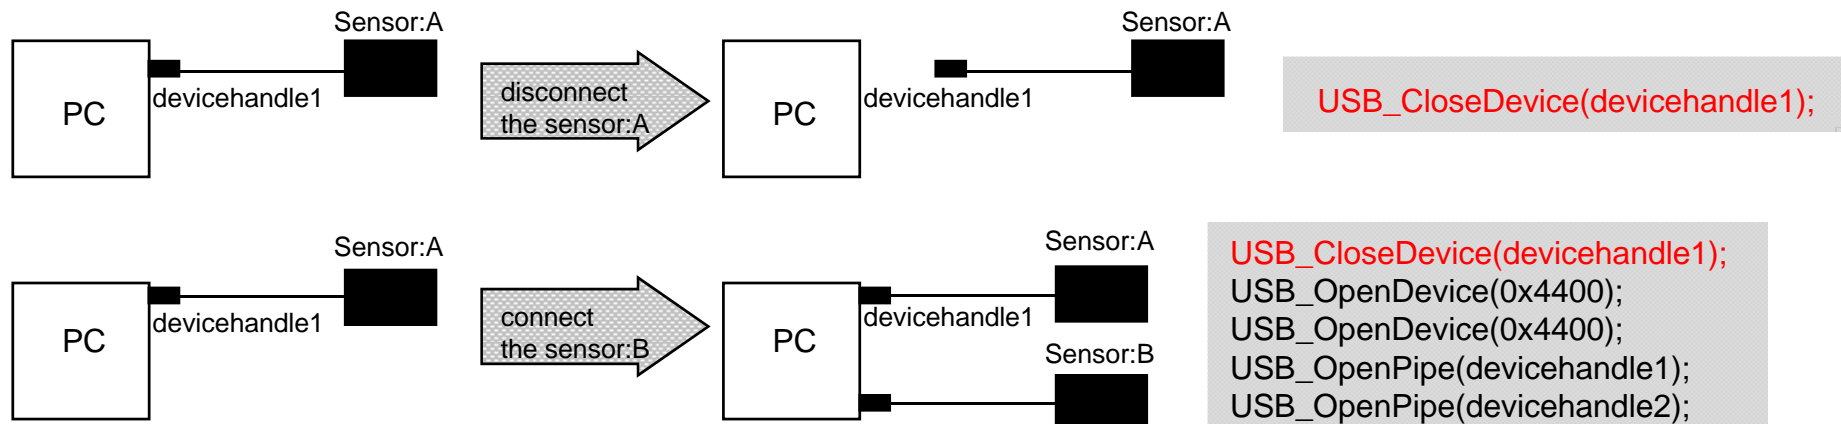 Sensor:A
Sensor:A
PC
devicehandle1
disconnect
the sensor:A
PC
devicehandle1
USB_CloseDevice(devicehandle1);
Sensor:A
Sensor:A
PC
devicehandle1
connect
the sensor:B
PC
devicehandle1
Sensor:B
USB_CloseDevice(devicehandle1);
USB_OpenDevice(0x4400);
USB_OpenDevice(0x4400);
USB_OpenPipe(devicehandle1);
USB_OpenPipe(devicehandle2);